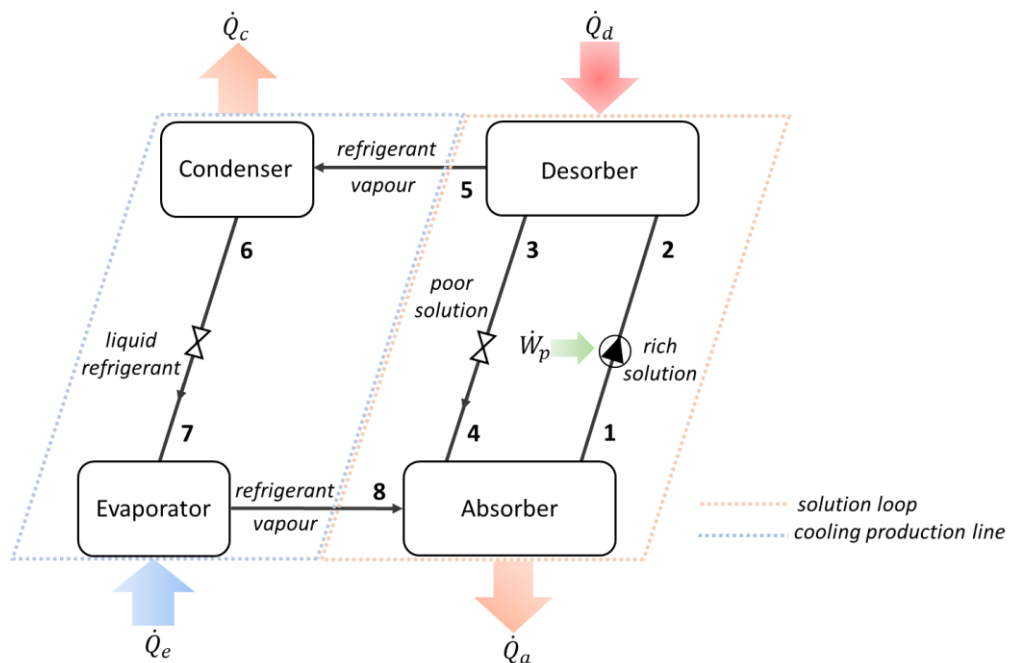 Q̇c
Q̇d
Condenser
refrigerant
vapour
5
Desorber
6
3
2
poor
solution
liquid
refrigerant
Ẇp
rich
solution
7
4
1
Evaporator
refrigerant
vapour
8
Absorber
solution loop
cooling production line
Q̇e
Q̇a